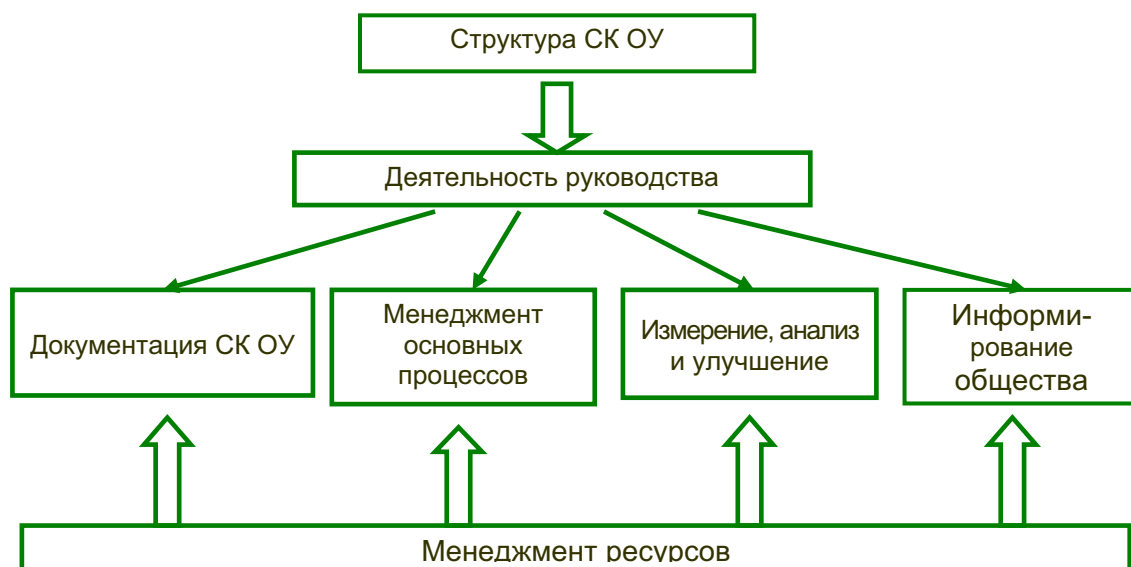 Структура СК ОУ
Деятельность руководства
Документация СК ОУ
Менеджмент
основных
процессов
Измерение, анализ
и улучшение
Информи-
рование
общества
Менеджмент ресурсов